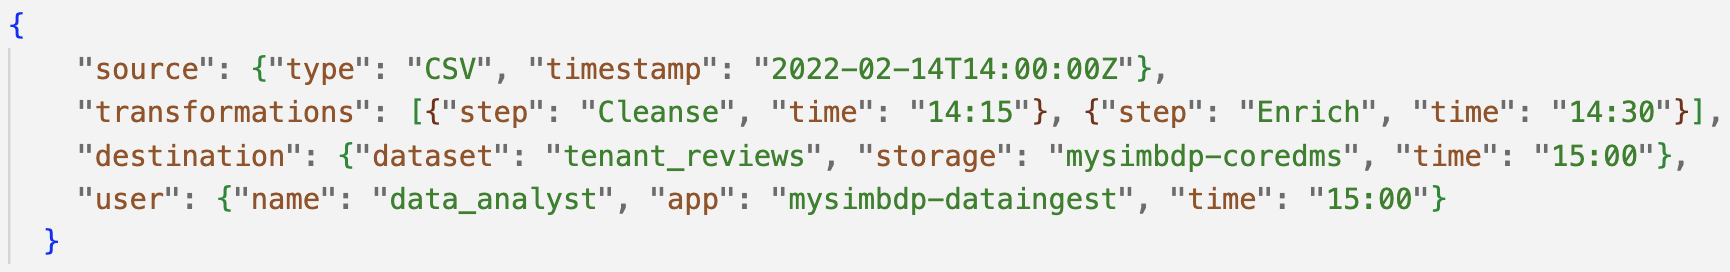 {
"source": {"type": "CSV", "timestamp": "2022-02-14T14:00:00Z"},
"transformations": [{"step": "Cleanse", "time": "14:15"}, {"step": "Enrich", "time": "14:30"}],
"destination": {"dataset": "tenant_reviews", "storage": "mysimbdp-coredms", "time": "15:00"},
"user": {"name": "data_analyst", "app": "mysimbdp-dataingest", "time": "15:00"}
}